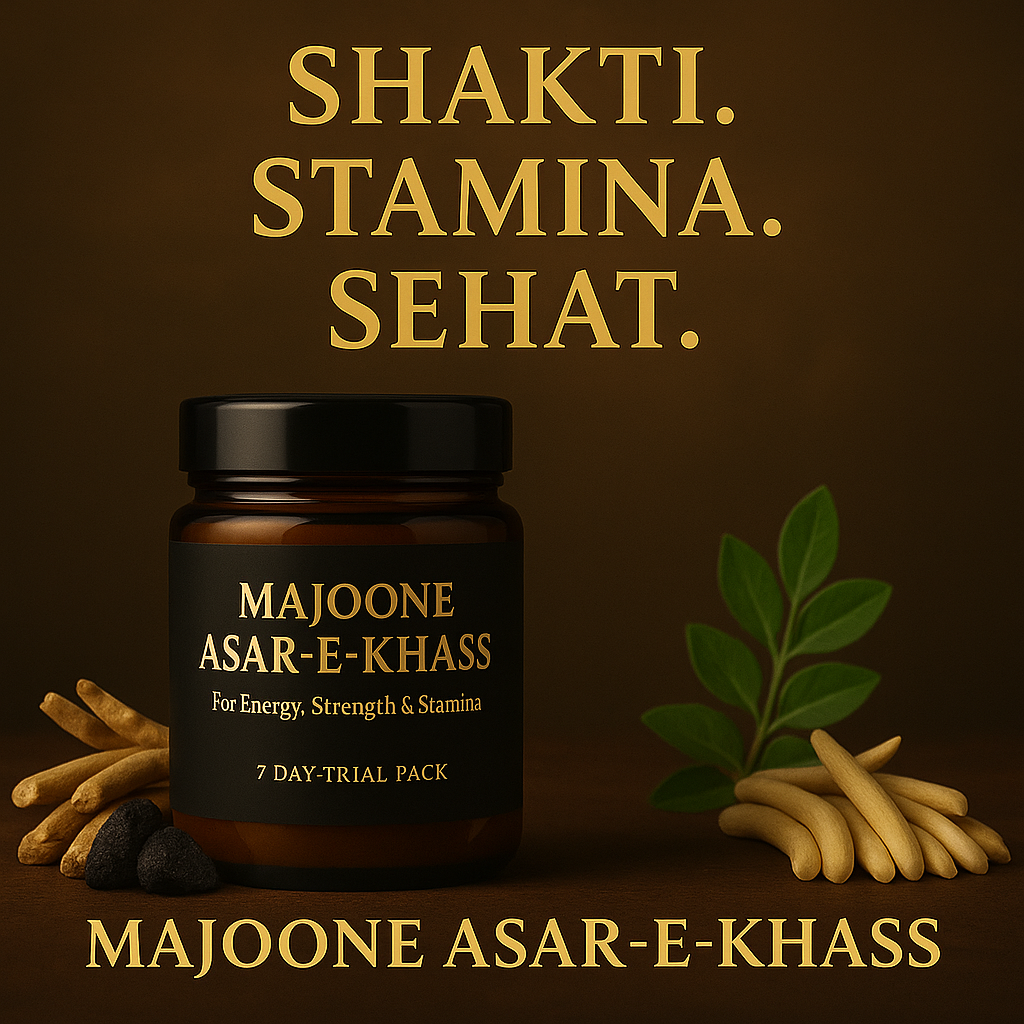 SHAKTI.
STAMINA.
SEHAT.
MAJOONE
ASAR-E-KHASS
For Energy, Strength & Stamina
7 DAY-TRIAL PACK
MAJOONE ASAR-E-KHASS